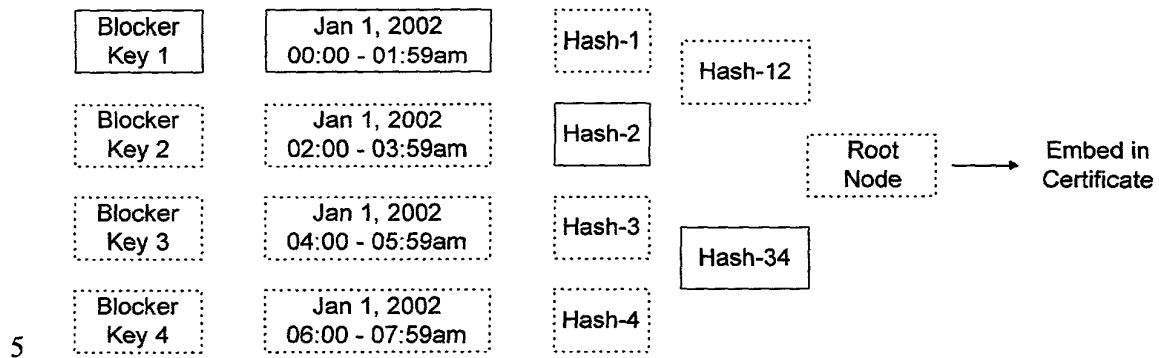 Blocker
Key 1
Jan 1, 2002
00:00 - 01:59am
Hash-1
Hash-12
Blocker
Key 2
Jan 1, 2002
02:00 - 03:59am
Hash-2
Root
Node
Embed in
Certificate
Blocker
Key 3
Jan 1, 2002
04:00 - 05:59am
Hash-3
Hash-34
Blocker
Key 4
Jan 1, 2002
06:00 - 07:59am
Hash-4
5